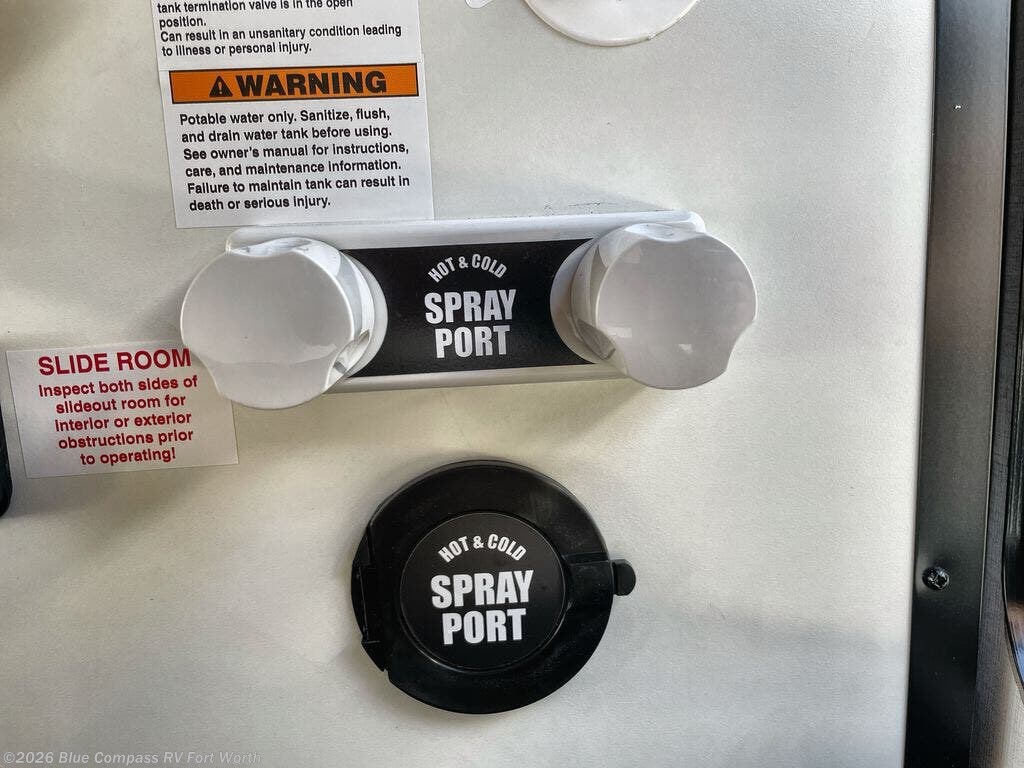 tank termination valve is in the open
position.
Can result in an unsanitary condition leading
to illness or personal injury.
WARNING
Potable water only. Sanitize, flush,
and drain water tank before using.
See owner's manual for instructions,
care, and maintenance information.
Failure to maintain tank can result in
death or serious injury.
HOT & COLD
SPRAY
PORT
SLIDE ROOM
Inspect both sides of
slideout room for
interior or exterior
obstructions prior
to operating!
HOT & COLD
SPRAY
PORT
©2026 Blue Compass RV Fort Worth